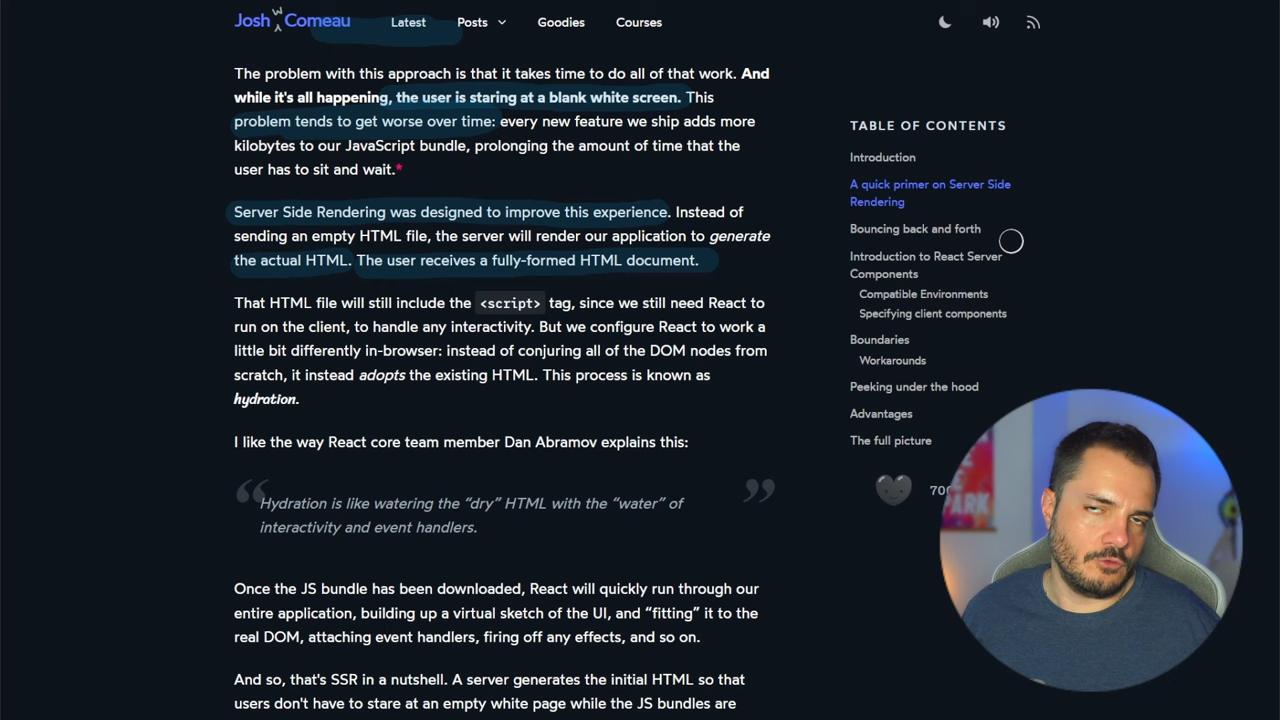 Josh W Comeau
Latest
Posts
Goodies
Courses
The problem with this approach is that it takes time to do all of that work. And
while it's all happening, the user is staring at a blank white screen. This
problem tends to get worse over time: every new feature we ship adds more
kilobytes to our JavaScript bundle, prolonging the amount of time that the
user has to sit and wait.*
Server Side Rendering was designed to improve this experience. Instead of
sending an empty HTML file, the server will render our application to generate
the actual HTML. The user receives a fully-formed HTML document.
That HTML file will still include the <script> tag, since we still need React to
run on the client, to handle any interactivity. But we configure React to work a
little bit differently in-browser: instead of conjuring all of the DOM nodes from
scratch, it instead adopts the existing HTML. This process is known as
hydration.
I like the way React core team member Dan Abramov explains this:
“Hydration is like watering the “dry” HTML with the “water” of
interactivity and event handlers.”
Once the JS bundle has been downloaded, React will quickly run through our
entire application, building up a virtual sketch of the UI, and “fitting” it to the
real DOM, attaching event handlers, firing off any effects, and so on.
And so, that's SSR in a nutshell. A server generates the initial HTML so that
users don't have to stare at an empty white page while the JS bundles are
TABLE OF CONTENTS
Introduction
A quick primer on Server Side
Rendering
Bouncing back and forth
Introduction to React Server
Components
Compatible Environments
Specifying client components
Boundaries
Workarounds
Peeking under the hood
Advantages
The full picture
PARK